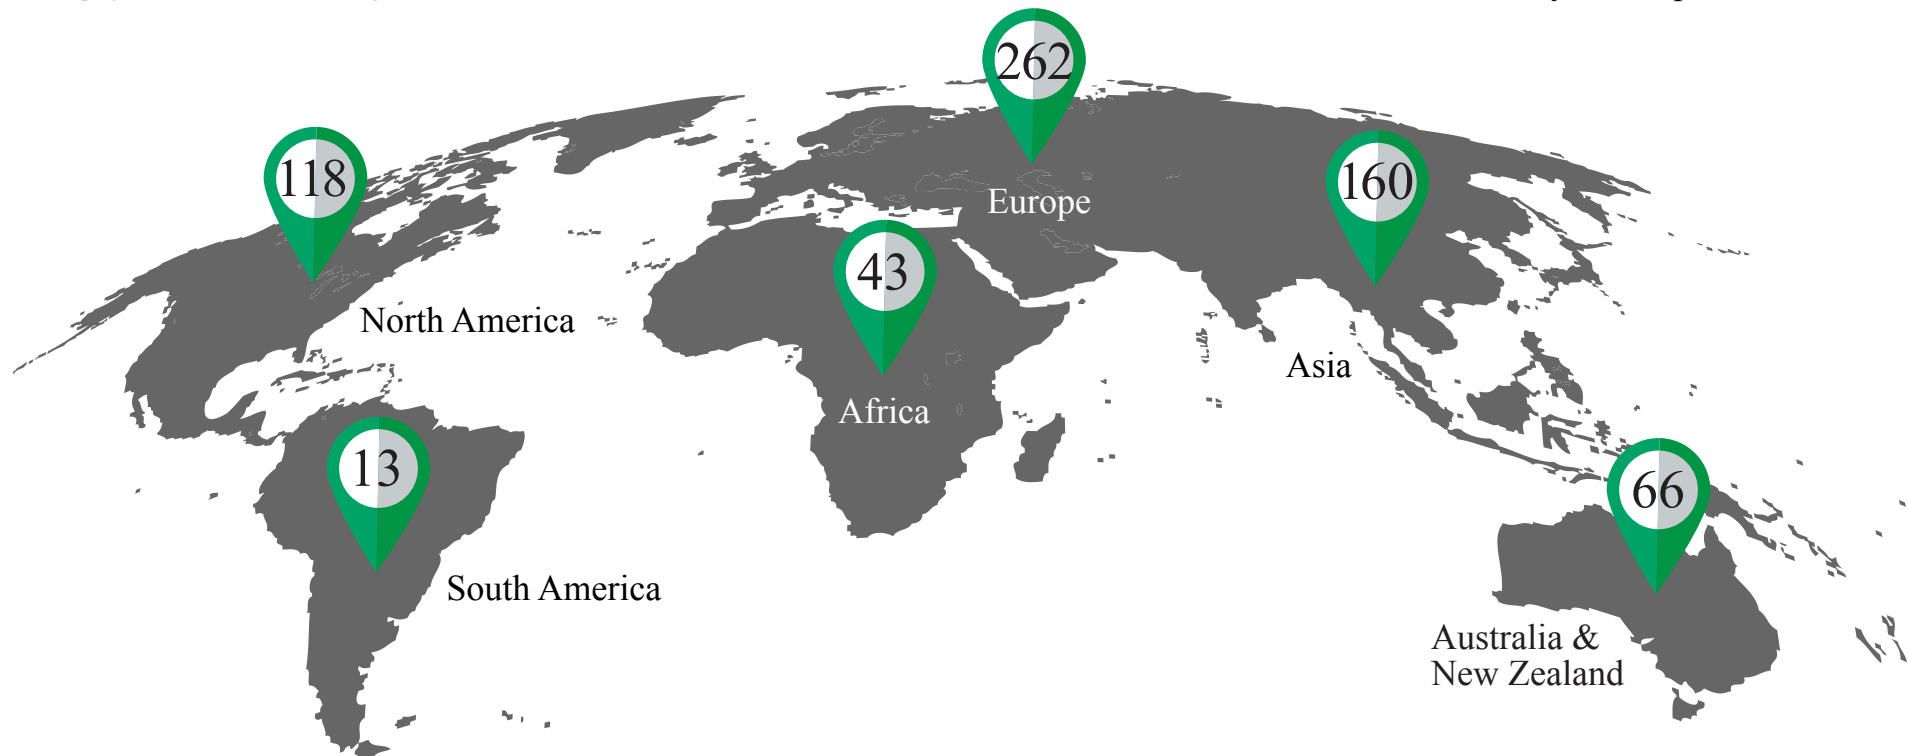 262
118
160
Europe
43
North America
Asia
Africa
13
66
South America
Australia &
New Zealand